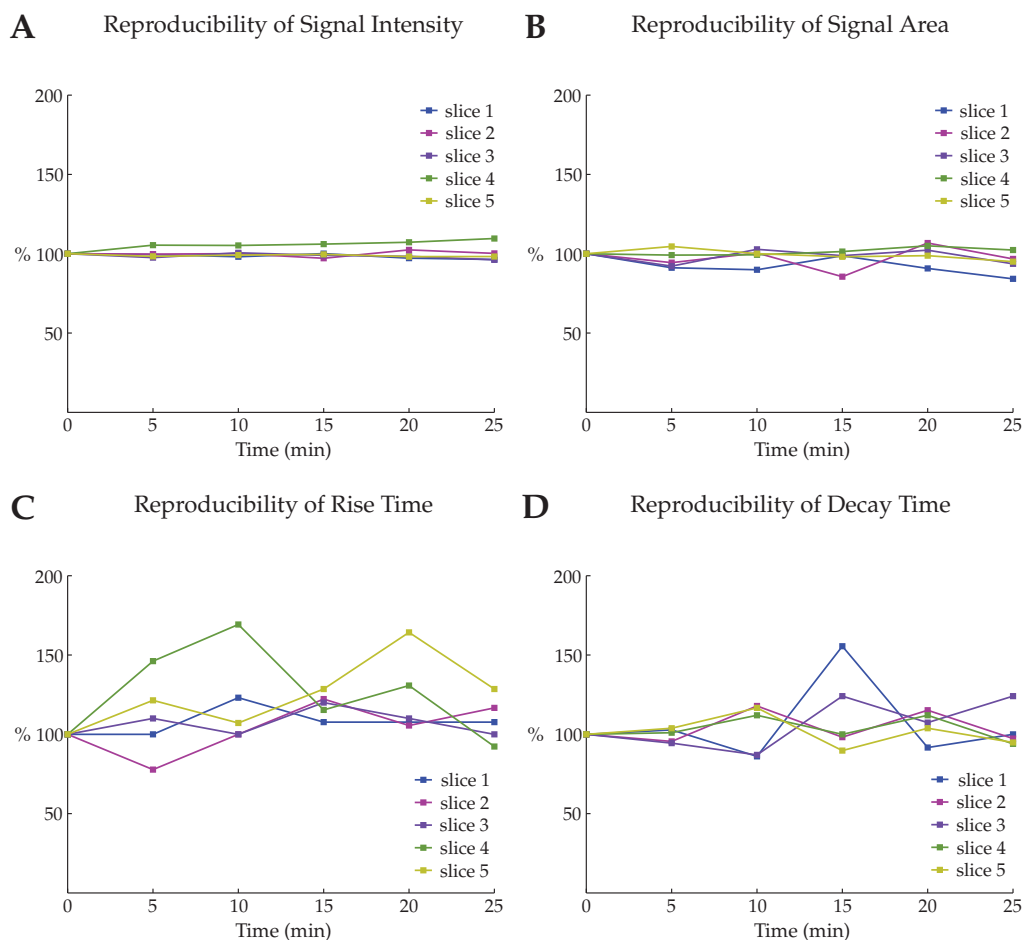 A Reproducibility of Signal Intensity
200
150
% 100
50
0 5 10 15 20 25
Time (min)
slice 1
slice 2
slice 3
slice 4
slice 5
B Reproducibility of Signal Area
200
150
% 100
50
0 5 10 15 20 25
Time (min)
slice 1
slice 2
slice 3
slice 4
slice 5
C Reproducibility of Rise Time
200
150
% 100
50
0 5 10 15 20 25
Time (min)
slice 1
slice 2
slice 3
slice 4
slice 5
D Reproducibility of Decay Time
200
150
% 100
50
0 5 10 15 20 25
Time (min)
slice 1
slice 2
slice 3
slice 4
slice 5